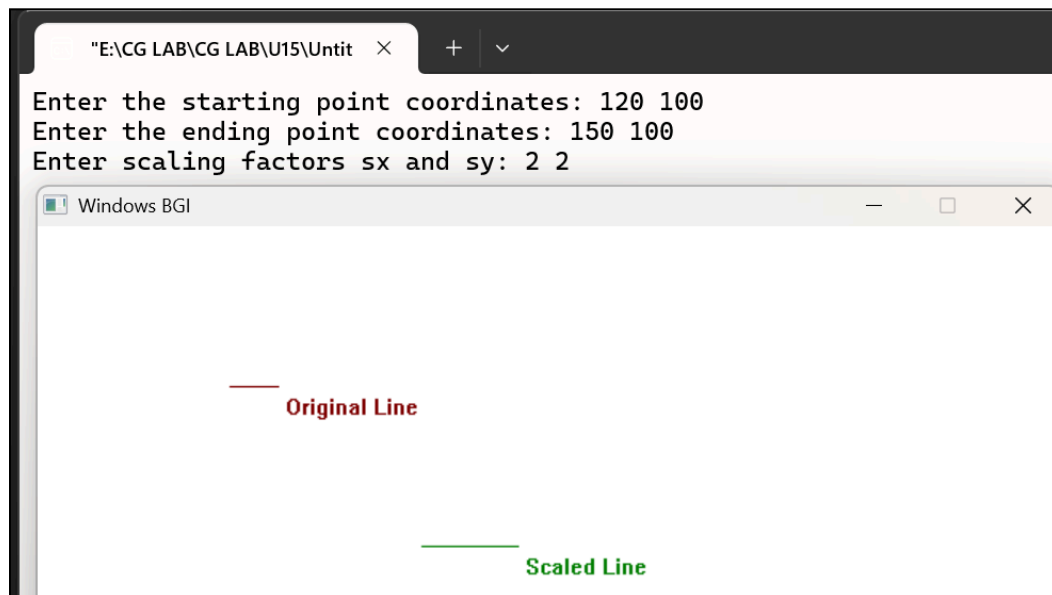 "E:\CG LAB\CG LAB\U15\Untit
Enter the starting point coordinates: 120 100
Enter the ending point coordinates: 150 100
Enter scaling factors sx and sy: 2 2
Windows BGI
Original Line
Scaled Line